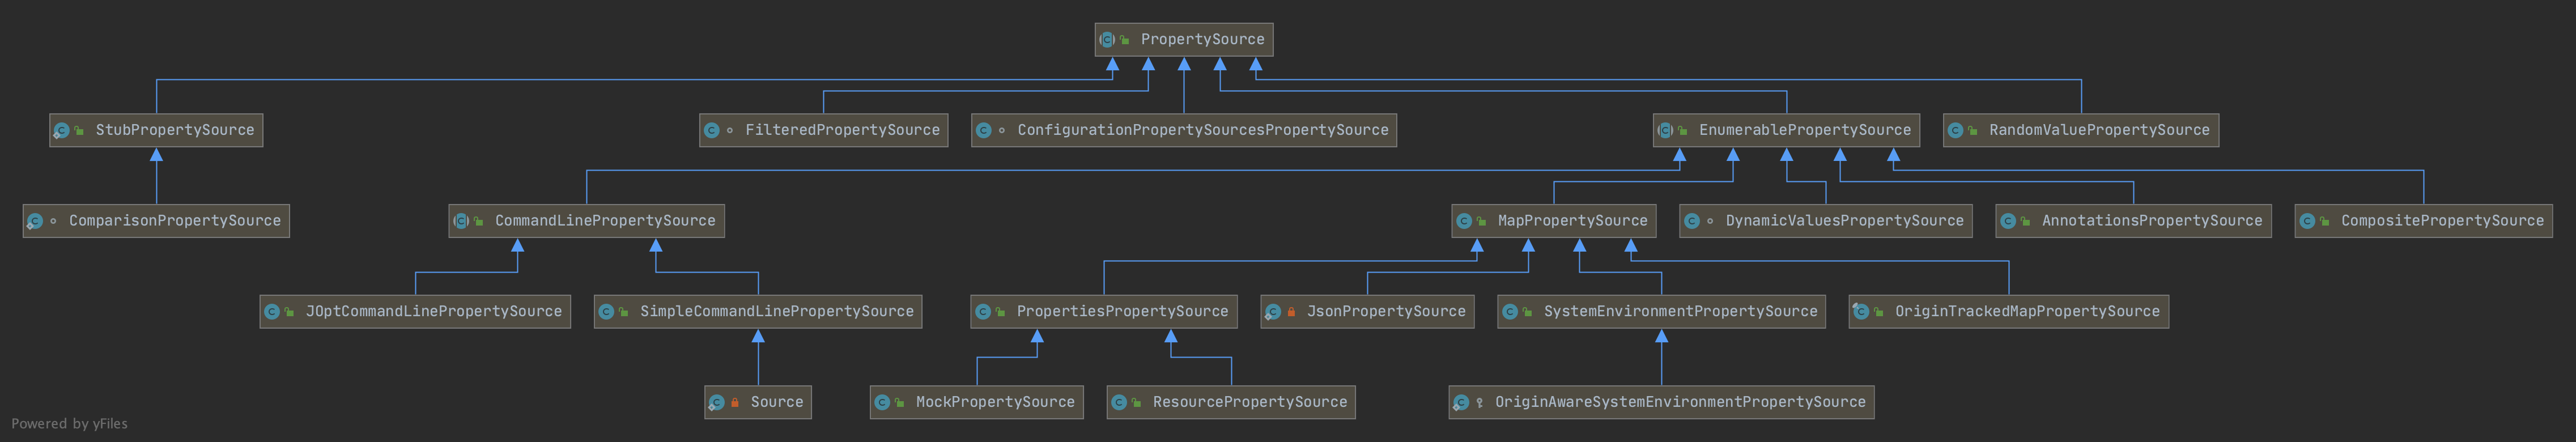 PropertySource
StubPropertySource
FilteredPropertySource
ConfigurationPropertySourcesPropertySource
EnumerablePropertySource
RandomValuePropertySource
ComparisonPropertySource
CommandLinePropertySource
MapPropertySource
DynamicValuesPropertySource
AnnotationsPropertySource
CompositePropertySource
JOptCommandLinePropertySource
SimpleCommandLinePropertySource
PropertiesPropertySource
JsonPropertySource
SystemEnvironmentPropertySource
OriginTrackedMapPropertySource
Source
MockPropertySource
ResourcePropertySource
OriginAwareSystemEnvironmentPropertySource
Powered by yFiles